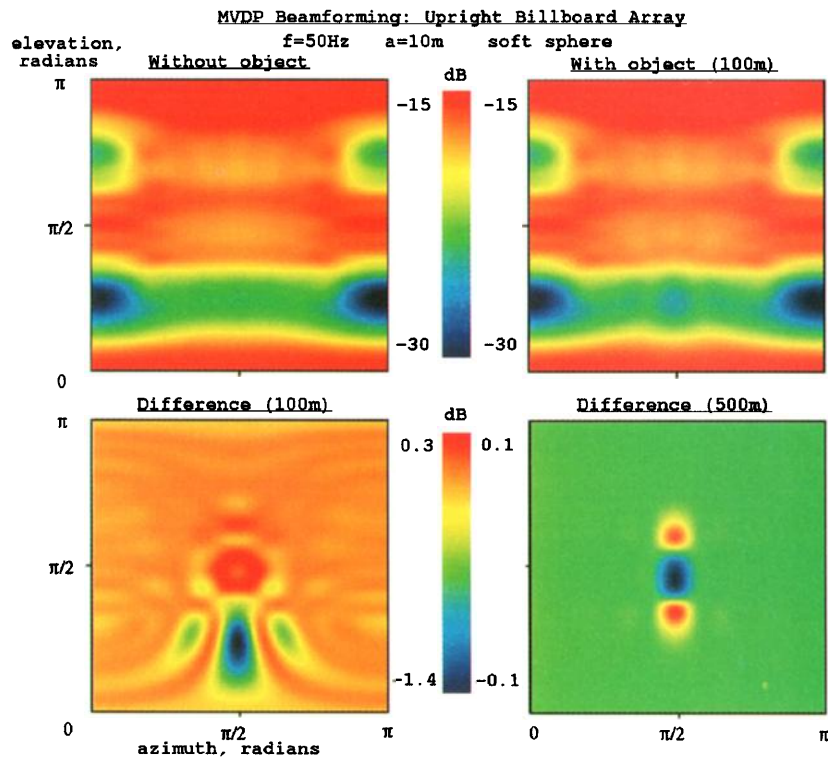 MVDP Beamforming: Upright Billboard Array
f=50Hz a=10m soft sphere
elevation,
radians
Without object
dB
With object (100m)
π
-15
-15
π/2
-30
-30
0
Difference (100m)
dB
Difference (500m)
π
0.3
0.1
π/2
-1.4
-0.1
0
π/2
π
0
π/2
π
azimuth, radians